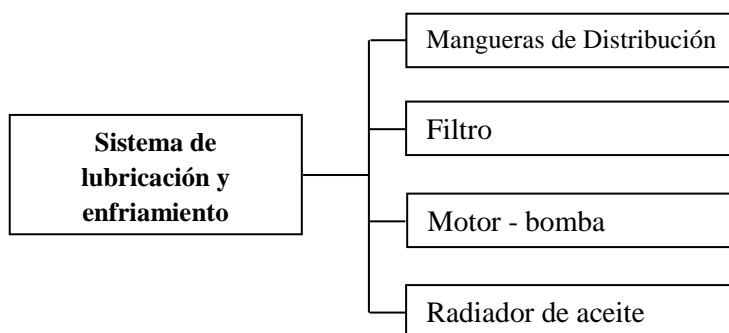 Sistema de
lubricación y
enfriamiento
Mangueras de Distribución
Filtro
Motor - bomba
Radiador de aceite